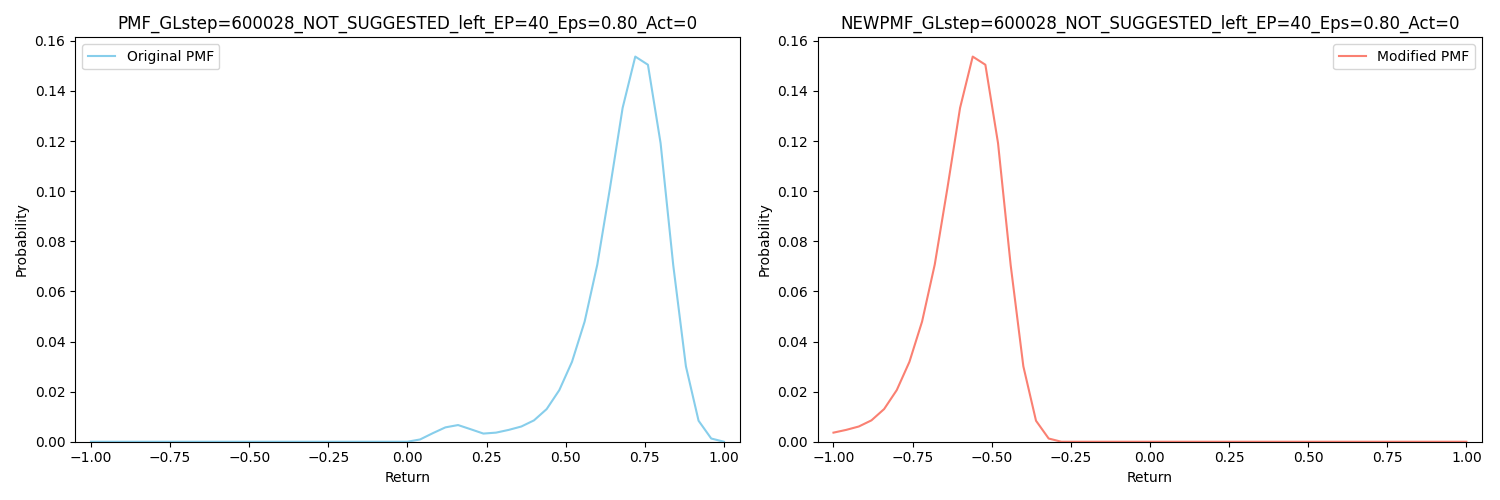 PMF_GLstep=600028_NOT_SUGGESTED_left_EP=40_Eps=0.80_Act=0
Original PMF
0.16
0.14
0.12
0.10
0.08
0.06
0.04
0.02
0.00
Probability
−1.00 −0.75 −0.50 −0.25 0.00 0.25 0.50 0.75 1.00
Return
NEWPMF_GLstep=600028_NOT_SUGGESTED_left_EP=40_Eps=0.80_Act=0
Modified PMF
0.16
0.14
0.12
0.10
0.08
0.06
0.04
0.02
0.00
Probability
−1.00 −0.75 −0.50 −0.25 0.00 0.25 0.50 0.75 1.00
Return